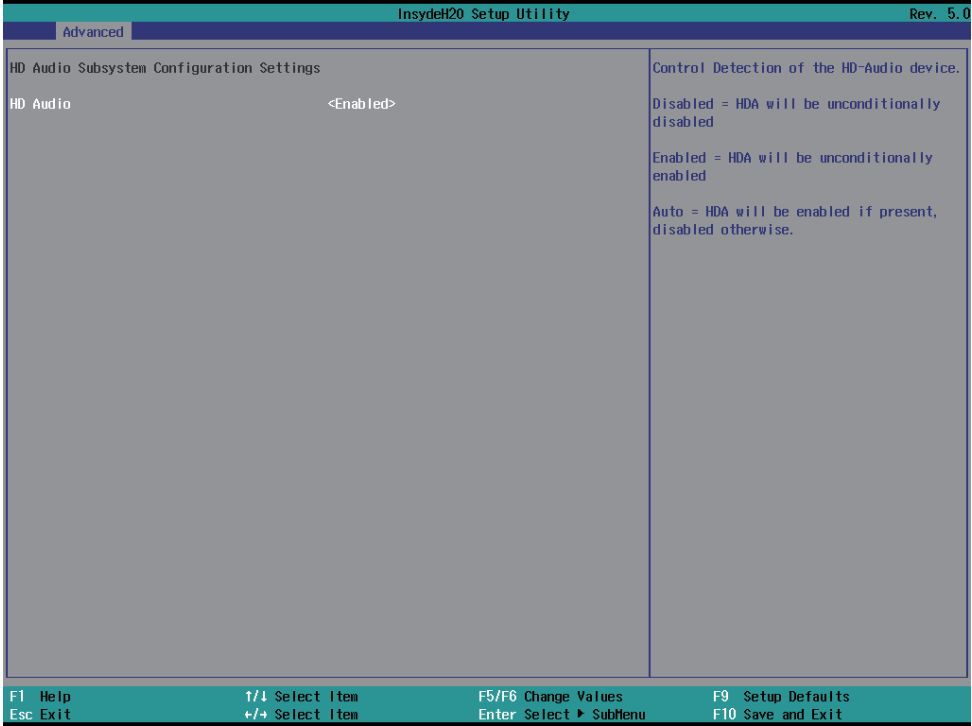 InsydeH2O Setup Utility Rev. 5.0
Advanced
HD Audio Subsystem Configuration Settings
HD Audio <Enabled>
Control Detection of the HD-Audio device.
Disabled = HDA will be unconditionally
disabled
Enabled = HDA will be unconditionally
enabled
Auto = HDA will be enabled if present,
disabled otherwise.
F1 Help ↑/↓ Select Item F5/F6 Change Values F9 Setup Defaults
Esc Exit ←/→ Select Item Enter Select ▶ SubMenu F10 Save and Exit